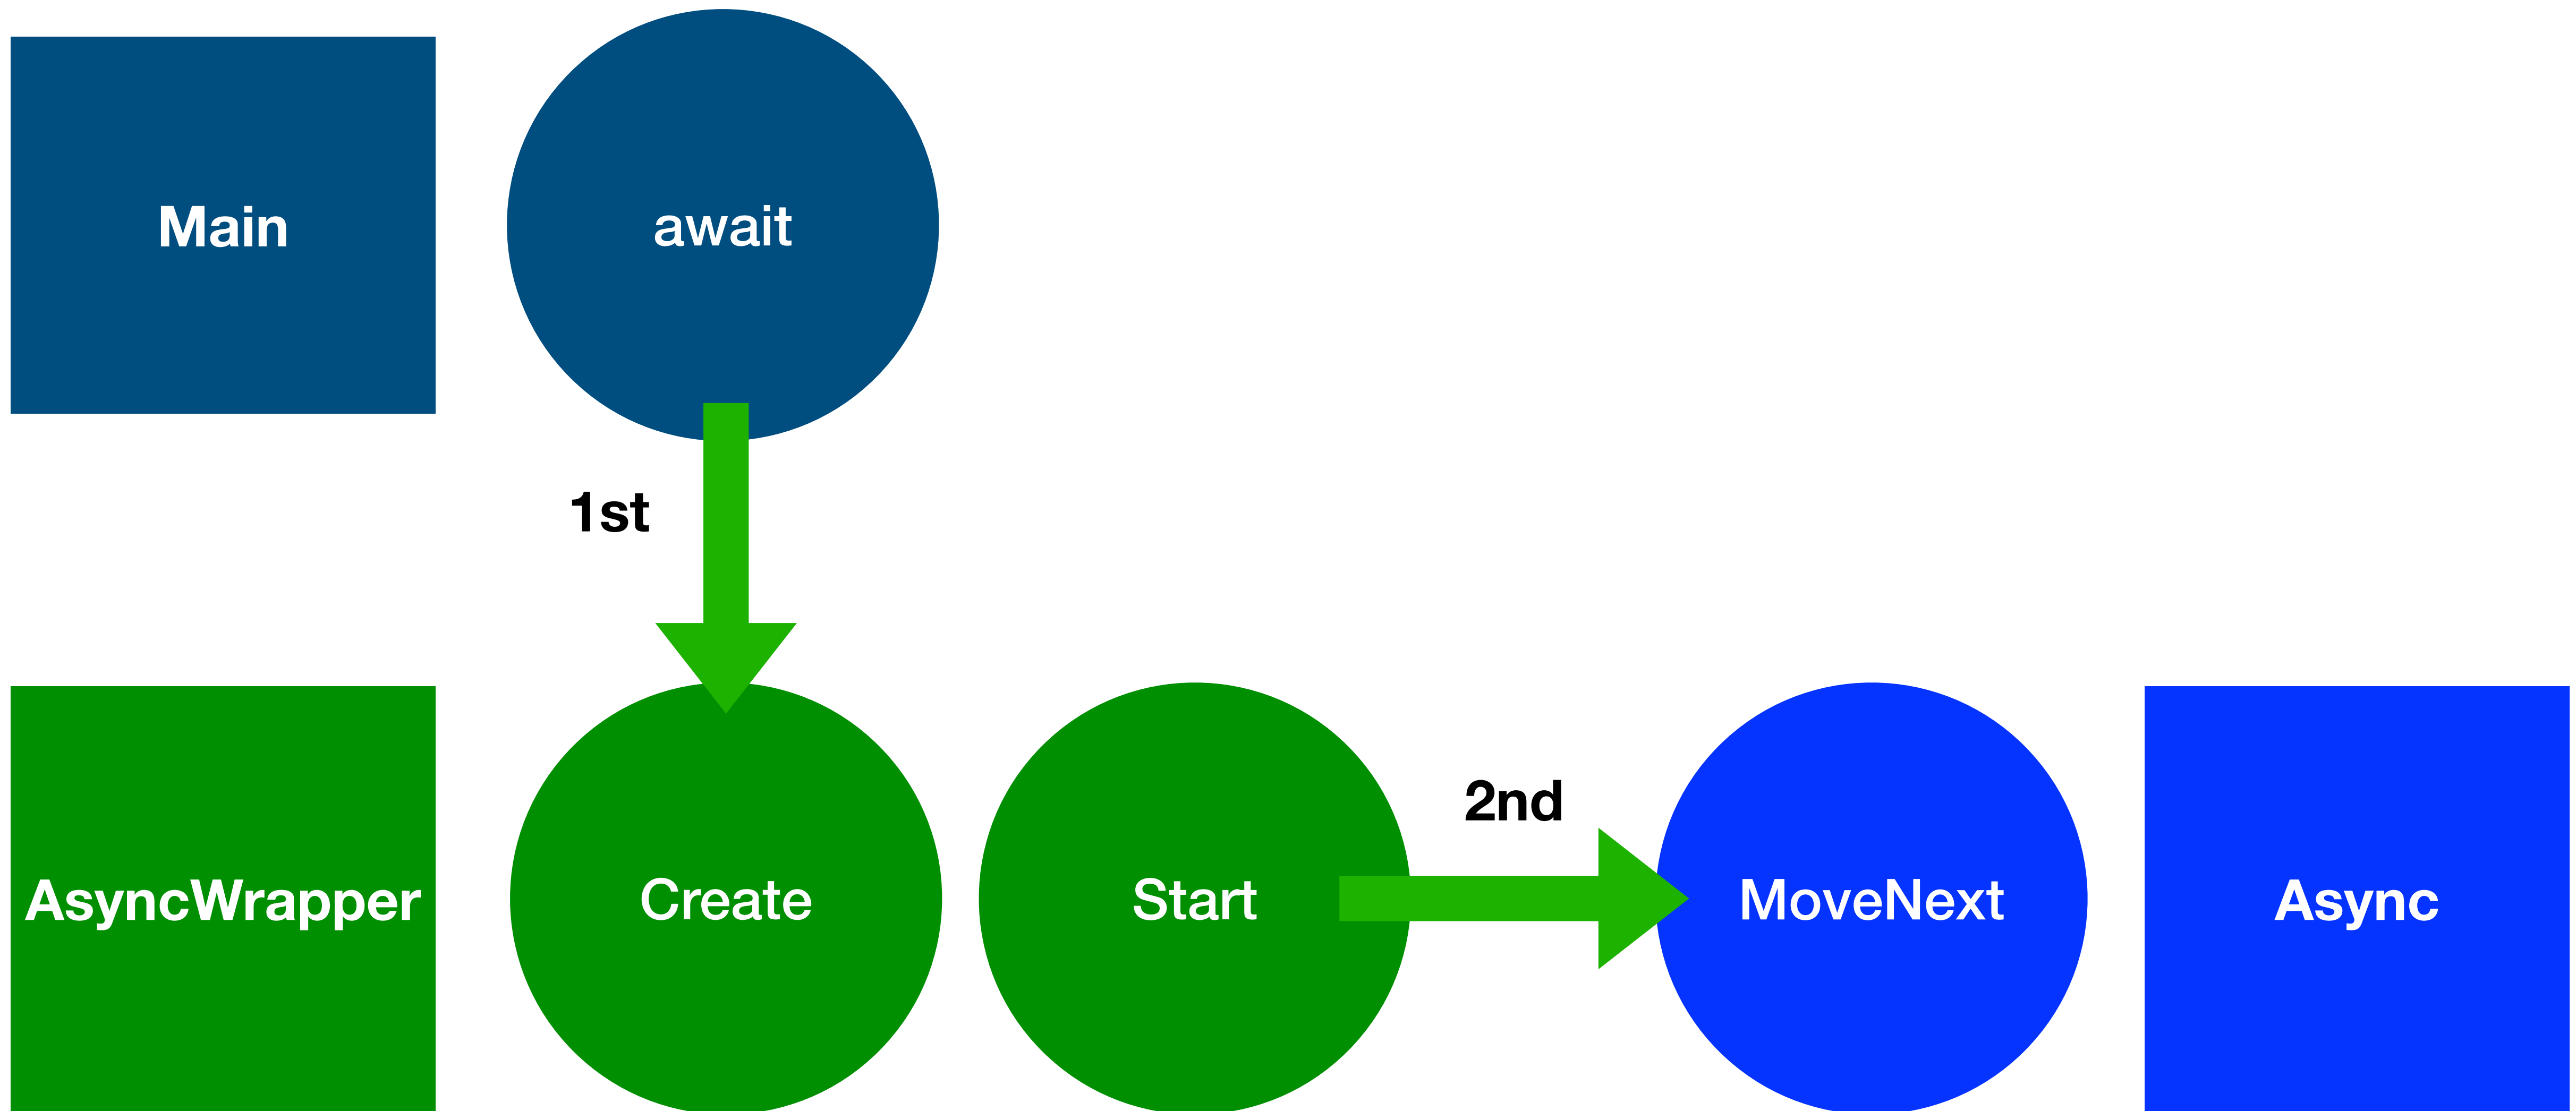 Main
await
1st
2nd
AsyncWrapper
Create
Start
MoveNext
Async